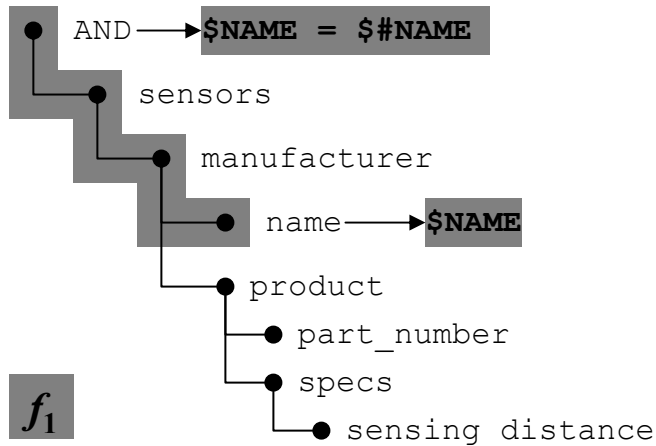 AND $NAME = $#NAME
sensors
manufacturer
name $NAME
product
part_number
specs
sensing distance
f1